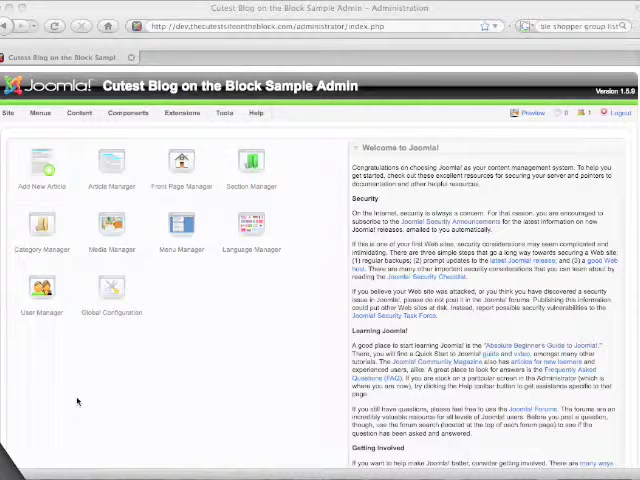 Cutest Blog on the Block Sample Admin - Administration
http://dev.thecutestsiteontheblock.com/administrator/index.php
ble shopper group list
Cutest Blog on the Block Sampl...
Joomla! Cutest Blog on the Block Sample Admin
Version 1.5.9
Site Menus Content Components Extensions Tools Help
Preview 0 1 Logout
Add New Article Article Manager Front Page Manager Section Manager
Category Manager Media Manager Menu Manager Language Manager
User Manager Global Configuration
Welcome to Joomla!
Congratulations on choosing Joomla! as your content management system. To help you
get started, check out these excellent resources for securing your server and pointers to
documentation and other helpful resources.
Security
On the Internet, security is always a concern. For that reason, you are encouraged to
subscribe to the Joomla! Security Announcements for the latest information on new
Joomla! releases, emailed to you automatically.
If this is one of your first Web sites, security considerations may seem complicated and
intimidating. There are three simple steps that go a long way towards securing a Web site:
(1) regular backups; (2) prompt updates to the latest Joomla! release; and (3) a good Web
host. There are many other important security considerations that you can learn about by
reading the Joomla! Security Checklist.
If you believe your Web site was attacked, or you think you have discovered a security
issue in Joomla!, please do not post it in the Joomla! forums. Publishing this information
could put other Web sites at risk. Instead, report possible security vulnerabilities to the
Joomla! Security Task Force.
Learning Joomla!
A good place to start learning Joomla! is the "Absolute Beginner's Guide to Joomla!."
There, you will find a Quick Start to Joomla! guide and video, amongst many other
tutorials. The Joomla! Community Magazine also has articles for new learners and
experienced users, alike. A great place to look for answers is the Frequently Asked
Questions (FAQ). If you are stuck on a particular screen in the Administrator (which is
where you are now), try clicking the Help toolbar button to get assistance specific to that
page.
If you still have questions, please feel free to use the Joomla! Forums. The forums are an
incredibly valuable resource for all levels of Joomla! users. Before you post a question,
though, use the forum search (located at the top of each forum page) to see if the
question has been asked and answered.
Getting Involved
If you want to help make Joomla! better, consider getting involved. There are many ways